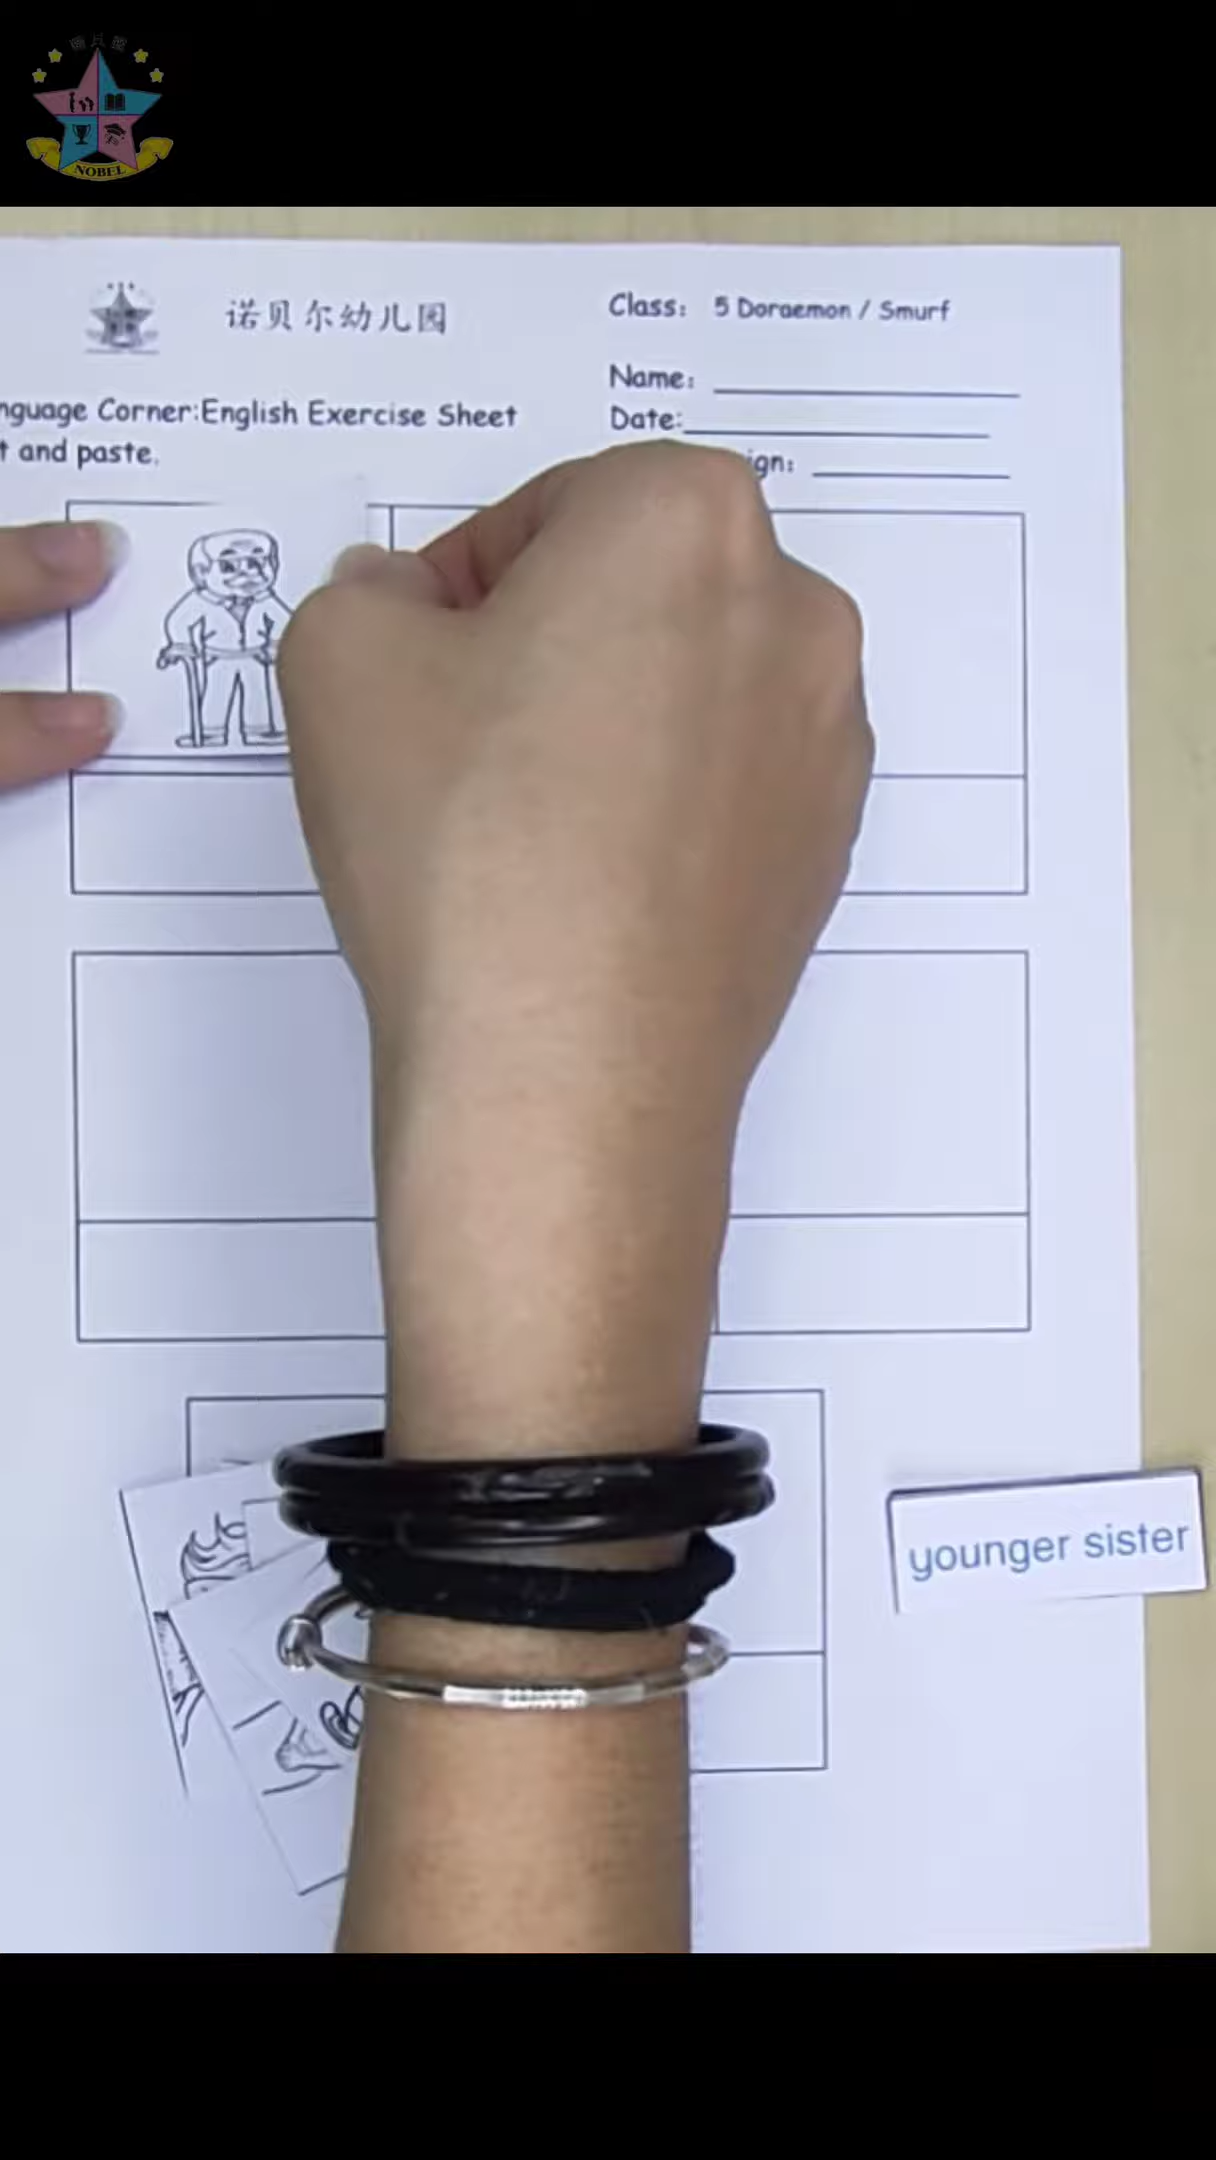 NOBEL
诺贝尔幼儿园
Class: 5 Doraemon / Smurf
Name:
Date:
nguage Corner:English Exercise Sheet
t and paste.
ign:
younger sister